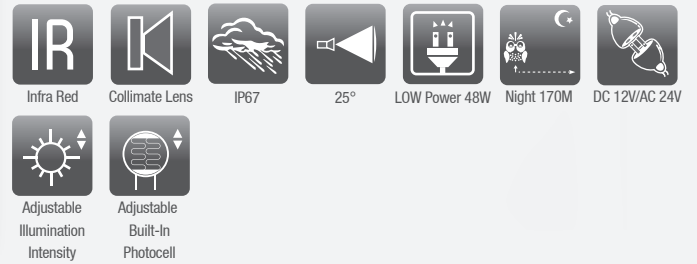 IR
Infra Red
Collimate Lens
IP67
25°
LOW Power 48W
Night 170M
DC 12V/AC 24V
Adjustable
Illumination
Intensity
Adjustable
Built-In
Photocell